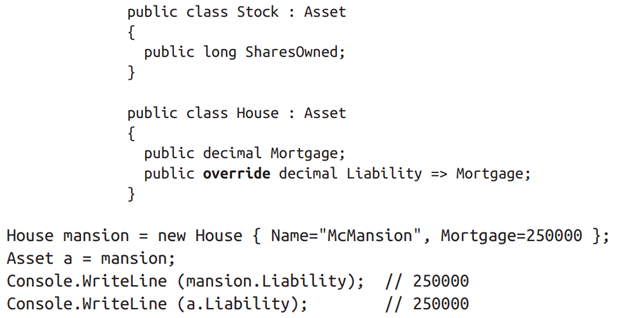 public class Stock : Asset
{
public long SharesOwned;
}
public class House : Asset
{
public decimal Mortgage;
public override decimal Liability => Mortgage;
}
House mansion = new House { Name="McMansion", Mortgage=250000 };
Asset a = mansion;
Console.WriteLine (mansion.Liability); // 250000
Console.WriteLine (a.Liability); // 250000